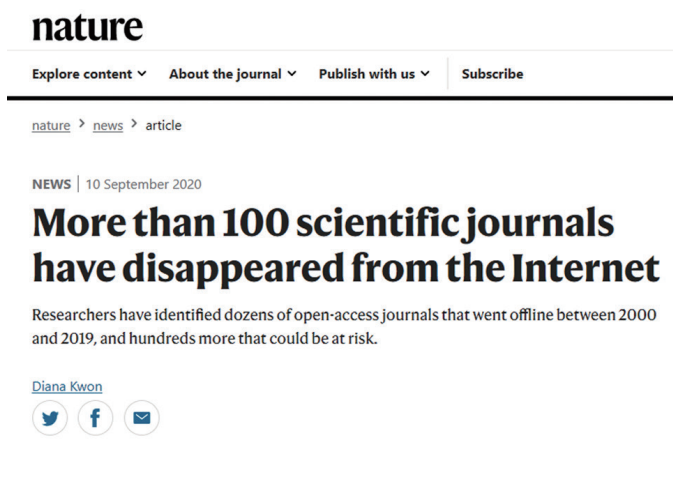 nature
Explore content About the journal Publish with us Subscribe
nature > news > article
NEWS | 10 September 2020
More than 100 scientific journals
have disappeared from the Internet
Researchers have identified dozens of open-access journals that went offline between 2000
and 2019, and hundreds more that could be at risk.
Diana Kwon